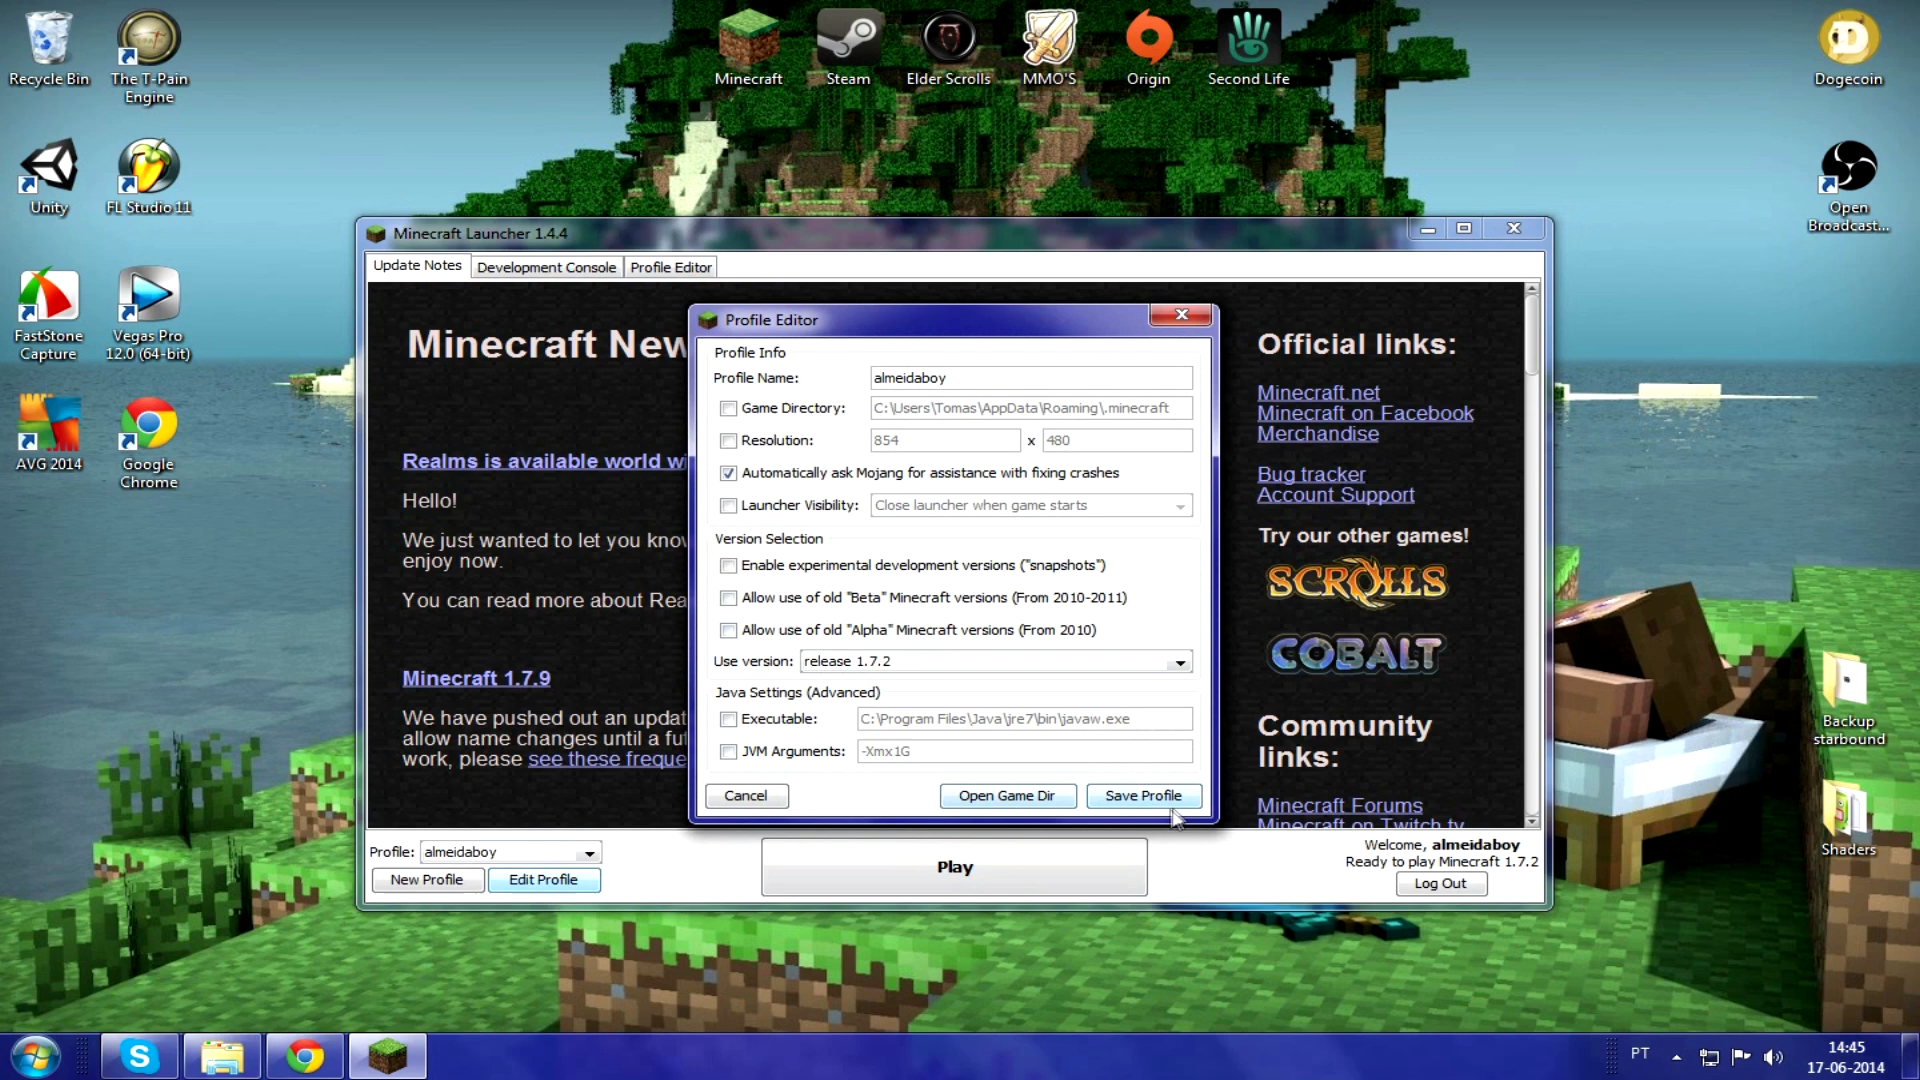 Recycle Bin
The T-Pain
Engine
Minecraft
Steam
Elder Scrolls
MMO'S
Origin
Second Life
Dogecoin
Unity
FL Studio 11
Open
Broadcast...
FastStone
Capture
Vegas Pro
12.0 (64-bit)
AVG 2014
Google
Chrome
Backup
starbound
Shaders
Minecraft Launcher 1.4.4
Update Notes
Development Console
Profile Editor
Minecraft New
Realms is available world wi
Hello!
We just wanted to let you know
enjoy now.
You can read more about Rea
Minecraft 1.7.9
We have pushed out an updat
allow name changes until a fu
work, please see these freque
Profile Editor
Profile Info
Profile Name:
almeidaboy
Game Directory:
C:\Users\Tomas\AppData\Roaming\.minecraft
Resolution:
854 x 480
Automatically ask Mojang for assistance with fixing crashes
Launcher Visibility:
Close launcher when game starts
Version Selection
Enable experimental development versions ("snapshots")
Allow use of old "Beta" Minecraft versions (From 2010-2011)
Allow use of old "Alpha" Minecraft versions (From 2010)
Use version:
release 1.7.2
Java Settings (Advanced)
Executable:
C:\Program Files\Java\jre7\bin\javaw.exe
JVM Arguments:
-Xmx1G
Cancel
Open Game Dir
Save Profile
Official links:
Minecraft.net
Minecraft on Facebook
Merchandise
Bug tracker
Account Support
Try our other games!
SCROLLS
COBALT
Community
links:
Minecraft Forums
Minecraft on Twitch.tv
Profile:
almeidaboy
New Profile
Edit Profile
Play
Welcome, almeidaboy
Ready to play Minecraft 1.7.2
Log Out
PT
14:45
17-06-2014